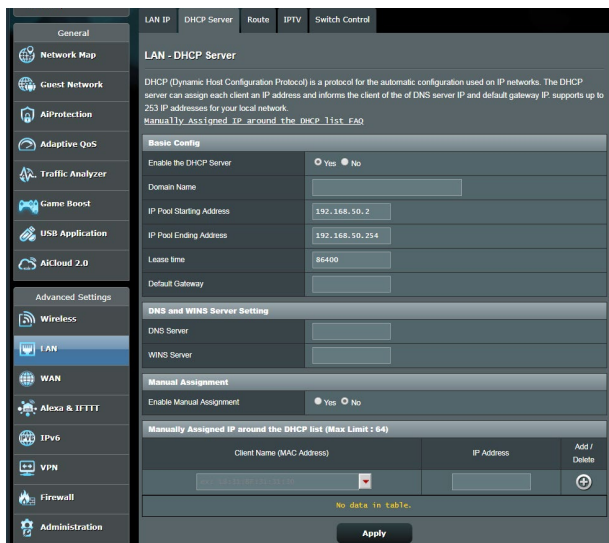 General
Network Map
Guest Network
AiProtection
Adaptive QoS
Traffic Analyzer
Game Boost
USB Application
AiCloud 2.0
Advanced Settings
Wireless
LAN
WAN
Alexa & IFTTT
IPv6
VPN
Firewall
Administration
LAN IP DHCP Server Route IPTV Switch Control
LAN - DHCP Server
DHCP (Dynamic Host Configuration Protocol) is a protocol for the automatic configuration used on IP networks. The DHCP
server can assign each client an IP address and informs the client of the of DNS server IP and default gateway IP. supports up to
253 IP addresses for your local network.
Manually Assigned IP around the DHCP list FAQ
Basic Config
Enable the DHCP Server Yes No
Domain Name
IP Pool Starting Address 192.168.50.2
IP Pool Ending Address 192.168.50.254
Lease time 86400
Default Gateway
DNS and WINS Server Setting
DNS Server
WINS Server
Manual Assignment
Enable Manual Assignment Yes No
Manually Assigned IP around the DHCP list (Max Limit : 64)
Client Name (MAC Address) IP Address Add /
Delete
No data in table.
Apply